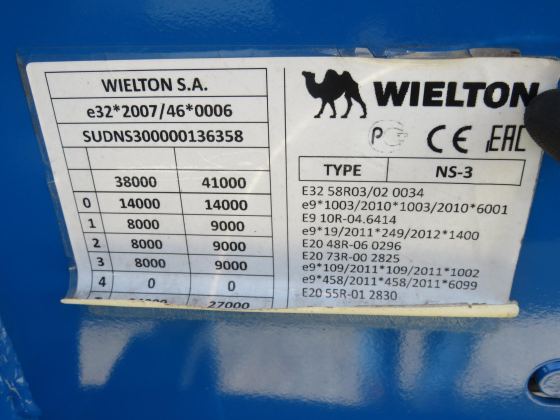 WIELTON S.A.
e32*2007/46*0006
SUDNS300000136358
38000 41000
0 14000 14000
1 8000 9000
2 8000 9000
3 8000 9000
4 0 0
27000
WIELTON
CE EAC
TYPE NS-3
E32 58R03/02 0034
e9*1003/2010*1003/2010*6001
E9 10R-04.6414
e9*19/2011*249/2012*1400
E20 48R-06 0296
E20 73R-00 2825
e9*109/2011*109/2011*1002
e9*458/2011*458/2011*6099
E20 55R-01 2830